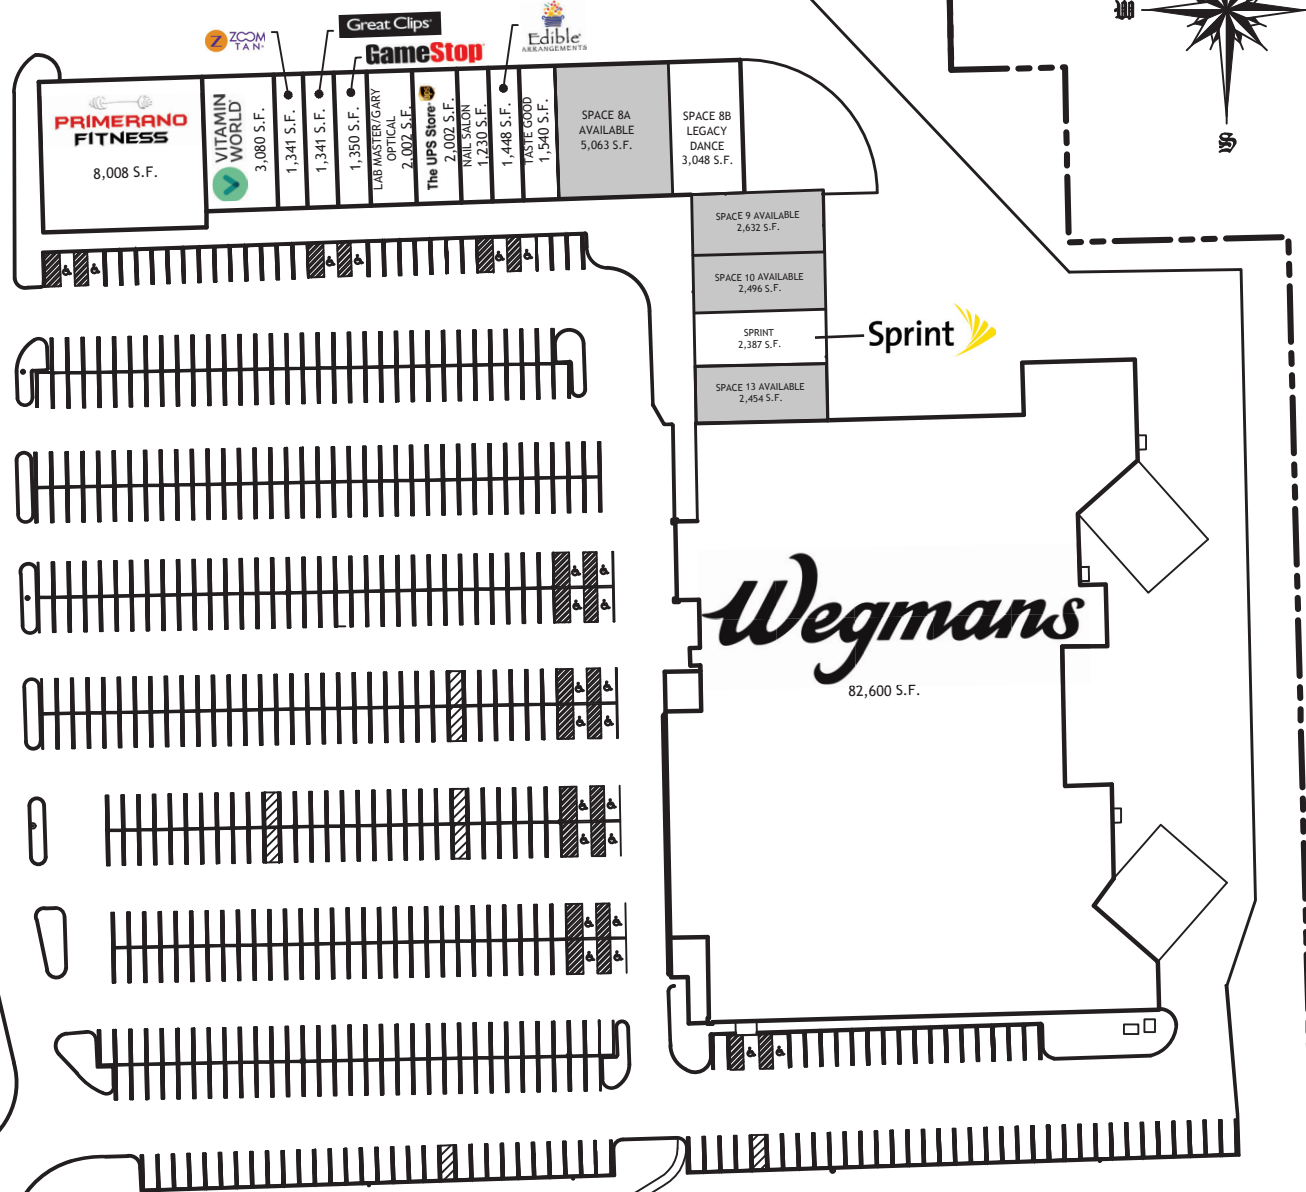 Z ZOOM
TAN
Great Clips
GameStop
Edible
ARRANGEMENTS
PRIMERANO
FITNESS
8,008 S.F.
VITAMIN
WORLD
3,080 S.F.
1,341 S.F.
1,341 S.F.
1,350 S.F.
LAB MASTER/GARY
OPTICAL
2,002 S.F.
The UPS Store
2,002 S.F.
NAIL SALON
1,230 S.F.
1,448 S.F.
TASTE GOOD
1,540 S.F.
SPACE 8A
AVAILABLE
5,063 S.F.
SPACE 8B
LEGACY
DANCE
3,048 S.F.
W
S
SPACE 9 AVAILABLE
2,632 S.F.
SPACE 10 AVAILABLE
2,496 S.F.
SPRINT
2,387 S.F.
Sprint
SPACE 13 AVAILABLE
2,454 S.F.
Wegmans
82,600 S.F.